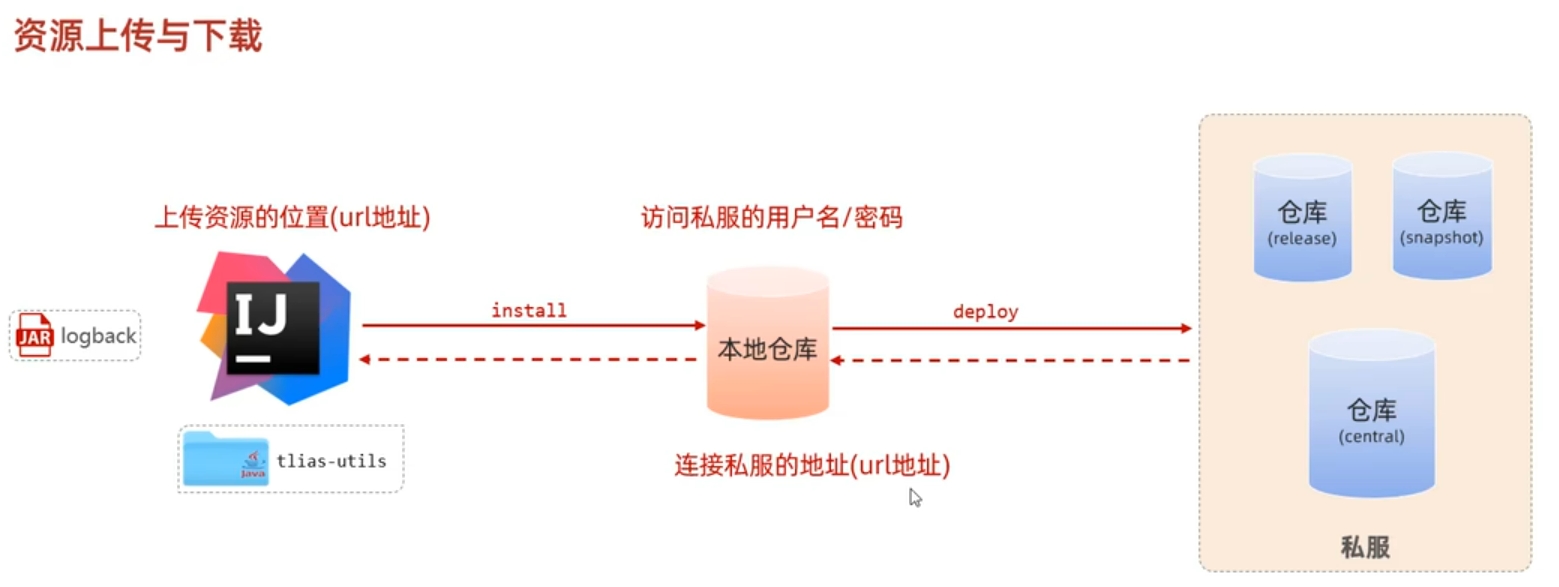 资源上传与下载
上传资源的位置(url地址)
访问私服的用户名/密码
仓库
(release)
仓库
(snapshot)
IJ
install
deploy
JAR logback
本地仓库
仓库
(central)
Java
tlias-utils
连接私服的地址(url地址)
私服